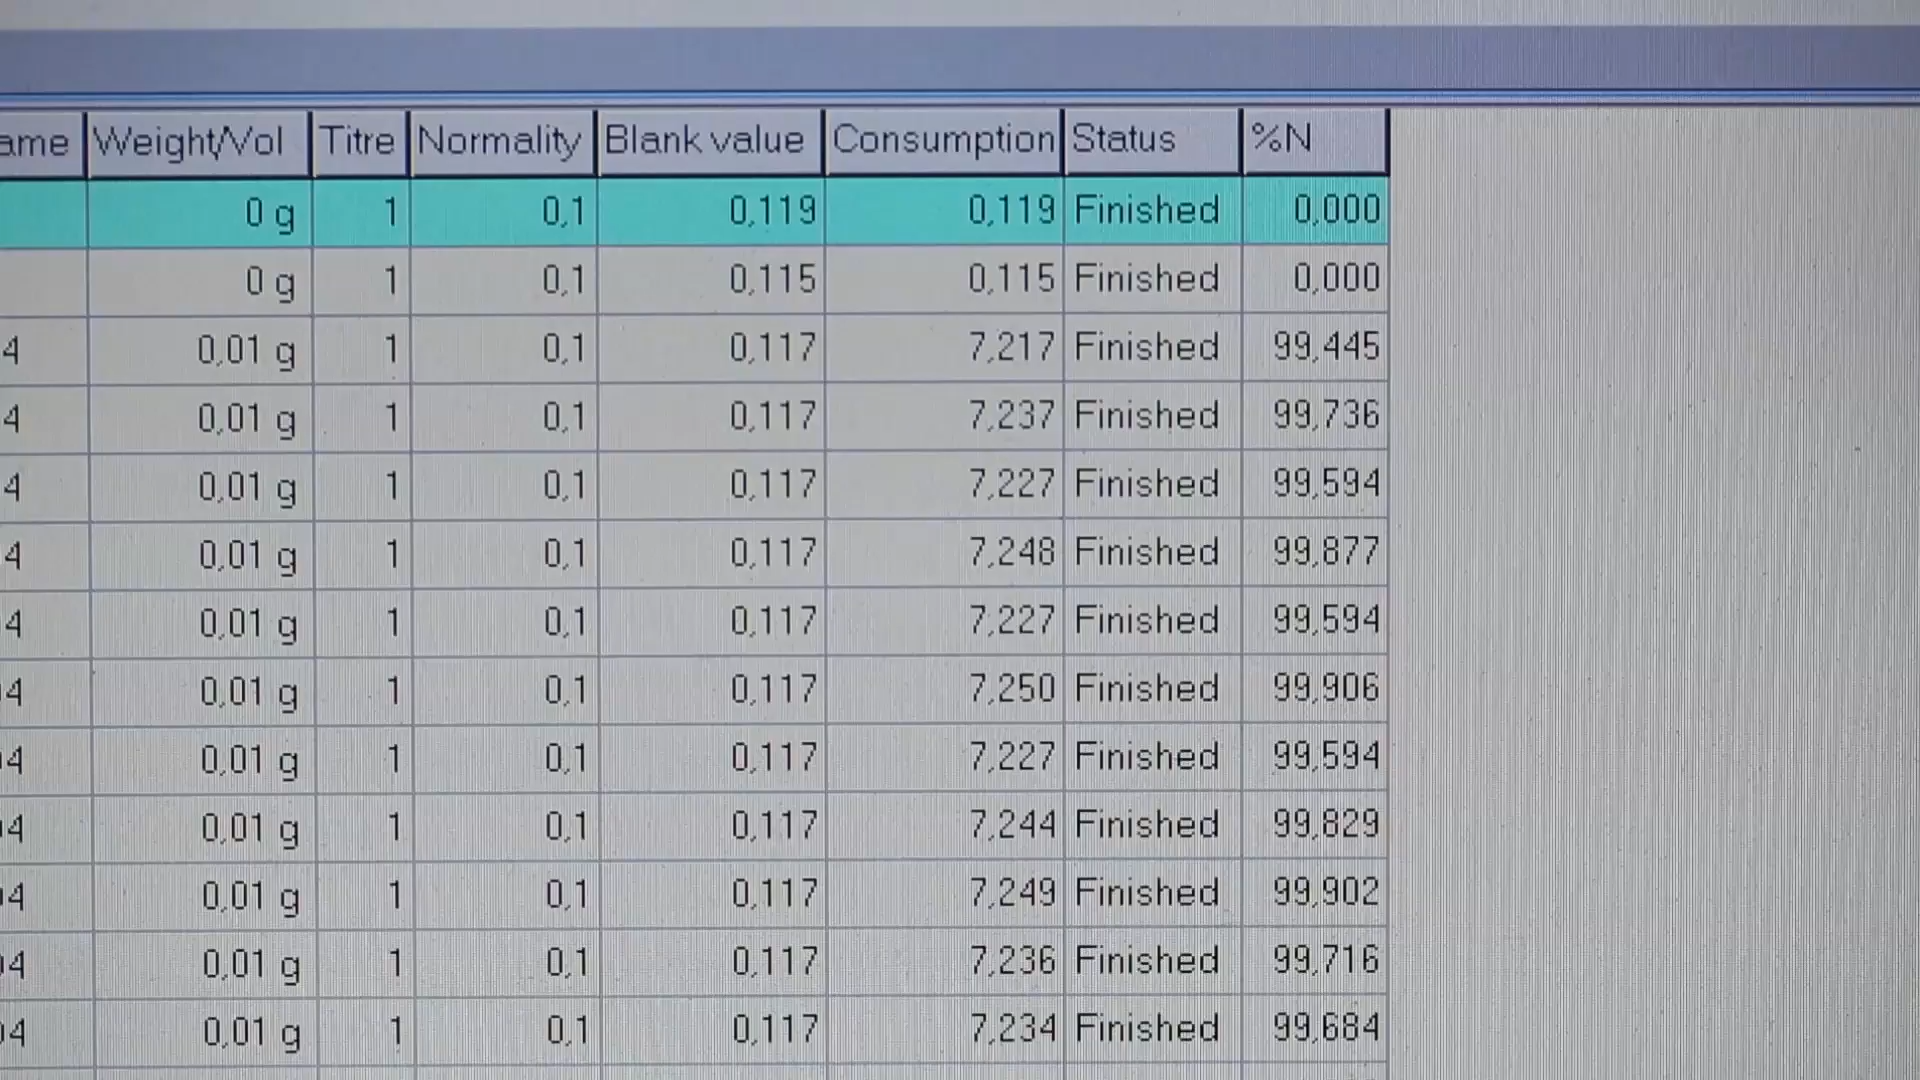 ame Weight/Vol Titre Normality Blank value Consumption Status %N
0 g 1 0,1 0,119 0,119 Finished 0,000
0 g 1 0,1 0,115 0,115 Finished 0,000
4 0,01 g 1 0,1 0,117 7,217 Finished 99,445
4 0,01 g 1 0,1 0,117 7,237 Finished 99,736
4 0,01 g 1 0,1 0,117 7,227 Finished 99,594
4 0,01 g 1 0,1 0,117 7,248 Finished 99,877
4 0,01 g 1 0,1 0,117 7,227 Finished 99,594
4 0,01 g 1 0,1 0,117 7,250 Finished 99,906
4 0,01 g 1 0,1 0,117 7,227 Finished 99,594
4 0,01 g 1 0,1 0,117 7,244 Finished 99,829
4 0,01 g 1 0,1 0,117 7,249 Finished 99,902
4 0,01 g 1 0,1 0,117 7,236 Finished 99,716
4 0,01 g 1 0,1 0,117 7,234 Finished 99,684